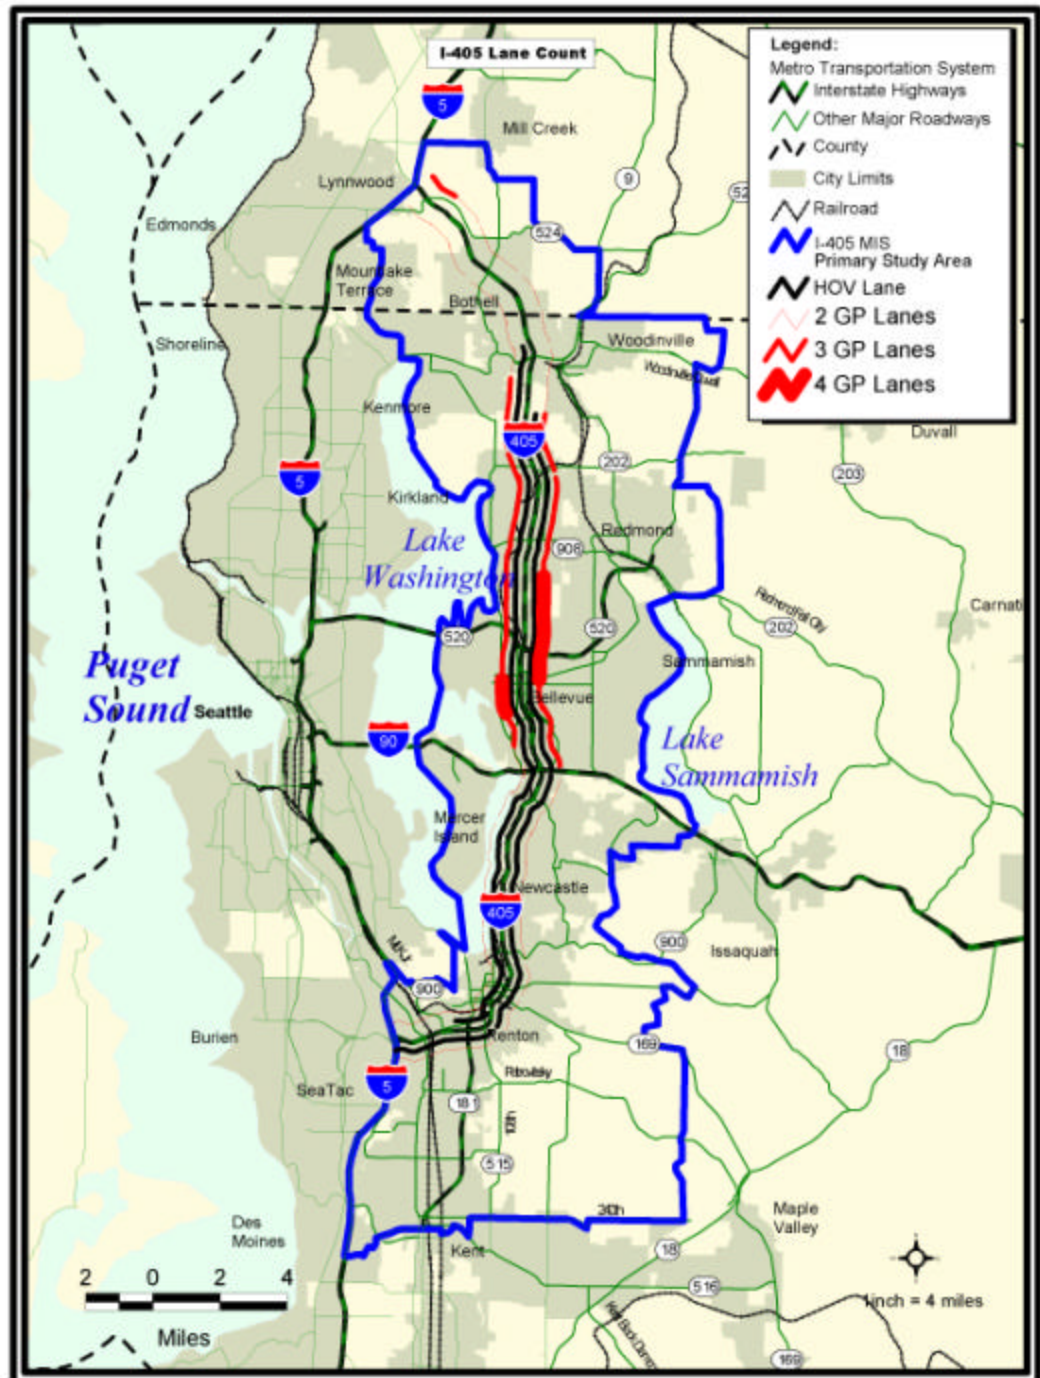 I-405 Lane Count
Legend:
Metro Transportation System
Interstate Highways
Other Major Roadways
County
City Limits
Railroad
I-405 MIS
Primary Study Area
HOV Lane
2 GP Lanes
3 GP Lanes
4 GP Lanes
5
Mill Creek
Lynnwood
9
52
Edmonds
524
Mountlake
Terrace
Bothell
Shoreline
Woodinville
Kenmore
Duvall
405
5
202
203
Kirkland
Redmond
Lake
Washington
908
Carnati
202
520
520
Puget
Sound
Seattle
Sammamish
Bellevue
90
Lake
Sammamish
Mercer
Island
Newcastle
405
900
Issaquah
900
Burien
Renton
169
18
SeaTac
5
181
515
Des
Moines
Maple
Valley
Kent
18
516
2 0 2 4
Miles
1inch = 4 miles
169